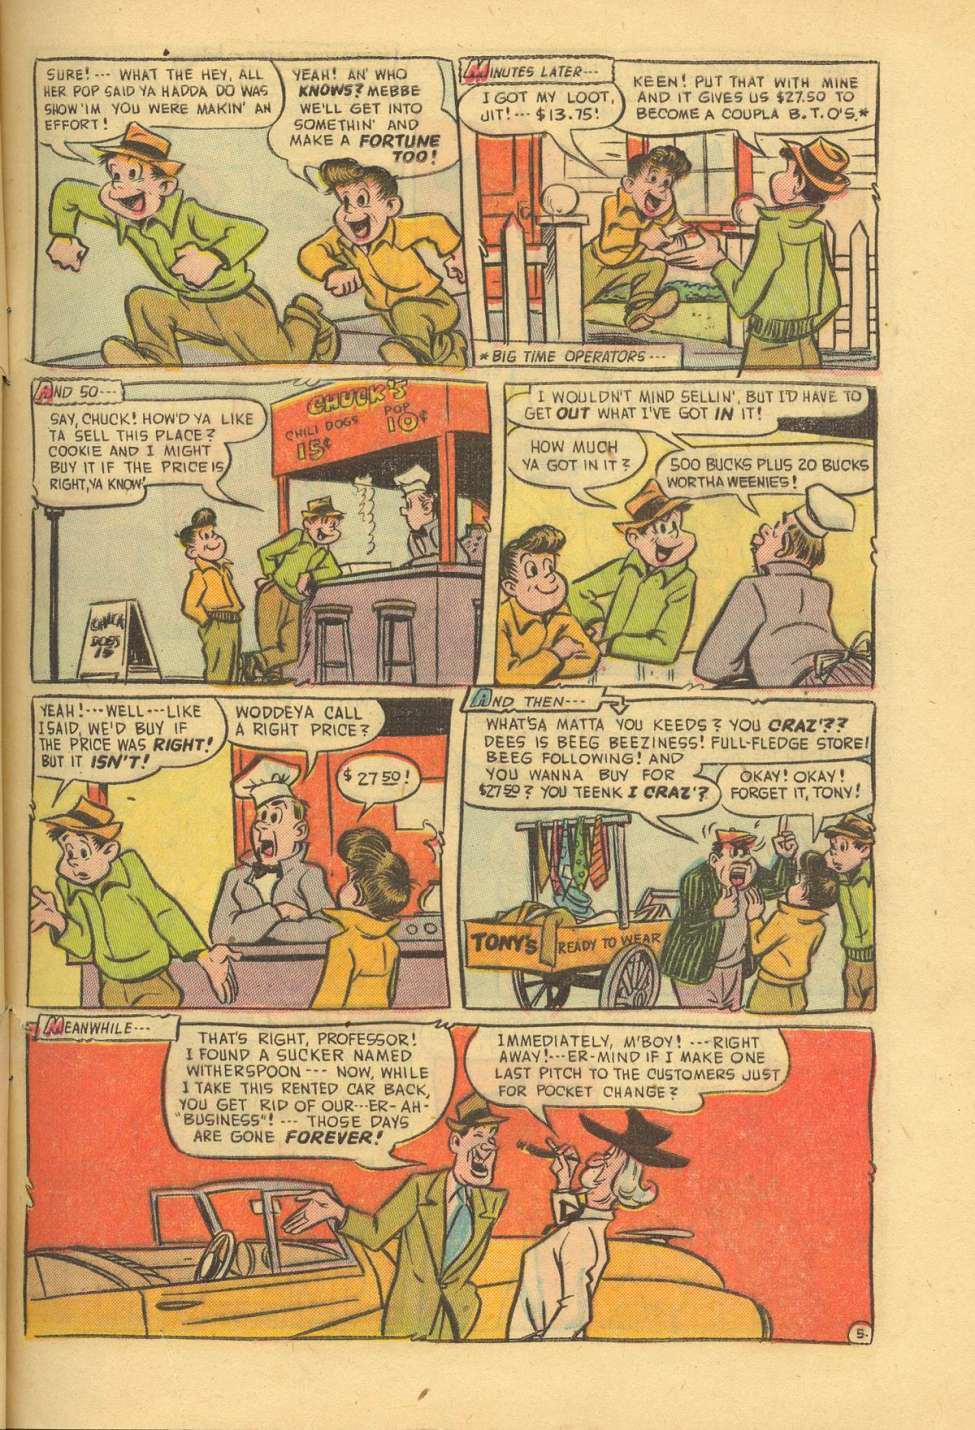 SURE! --- WHAT THE HEY, ALL
HER POP SAID YA HADDA DO WAS
SHOW 'IM YOU WERE MAKIN' AN
EFFORT!
YEAH! AN' WHO
KNOWS? MEBBE
WE'LL GET INTO
SOMETHIN' AND
MAKE A FORTUNE
TOO!
MINUTES LATER---
I GOT MY LOOT,
JIT! --- $13.75!
KEEN! PUT THAT WITH MINE
AND IT GIVES US $27.50 TO
BECOME A COUPLA B.T.O'S.*
*BIG TIME OPERATORS---
AND SO---
SAY, CHUCK! HOW'D YA LIKE
TA SELL THIS PLACE?
COOKIE AND I MIGHT
BUY IT IF THE PRICE IS
RIGHT, YA KNOW!
CHUCK'S
CHILI DOGS
15¢
POP
10¢
DOGS
15
I WOULDN'T MIND SELLIN', BUT I'D HAVE TO
GET OUT WHAT I'VE GOT IN IT!
HOW MUCH
YA GOT IN IT?
500 BUCKS PLUS 20 BUCKS
WORTHA WEENIES!
YEAH! --- WELL --- LIKE
I SAID, WE'D BUY IF
THE PRICE WAS RIGHT!
BUT IT ISN'T!
WODDEYA CALL
A RIGHT PRICE?
$27.50!
AND THEN---
WHAT'SA MATTA YOU KEEDS? YOU CRAZ'??
DEES IS BEEG BEEZINESS! FULL-FLEDGE STORE!
BEEG FOLLOWING! AND
YOU WANNA BUY FOR
$27.50? YOU TEENK I CRAZ'?
OKAY! OKAY!
FORGET IT, TONY!
TONY'S READY TO WEAR
MEANWHILE---
THAT'S RIGHT, PROFESSOR!
I FOUND A SUCKER NAMED
WITHERSPOON --- NOW, WHILE
I TAKE THIS RENTED CAR BACK,
YOU GET RID OF OUR---ER-AH-
"BUSINESS"! --- THOSE DAYS
ARE GONE FOREVER!
IMMEDIATELY, M'BOY! --- RIGHT
AWAY! --- ER-MIND IF I MAKE ONE
LAST PITCH TO THE CUSTOMERS JUST
FOR POCKET CHANGE?
5.